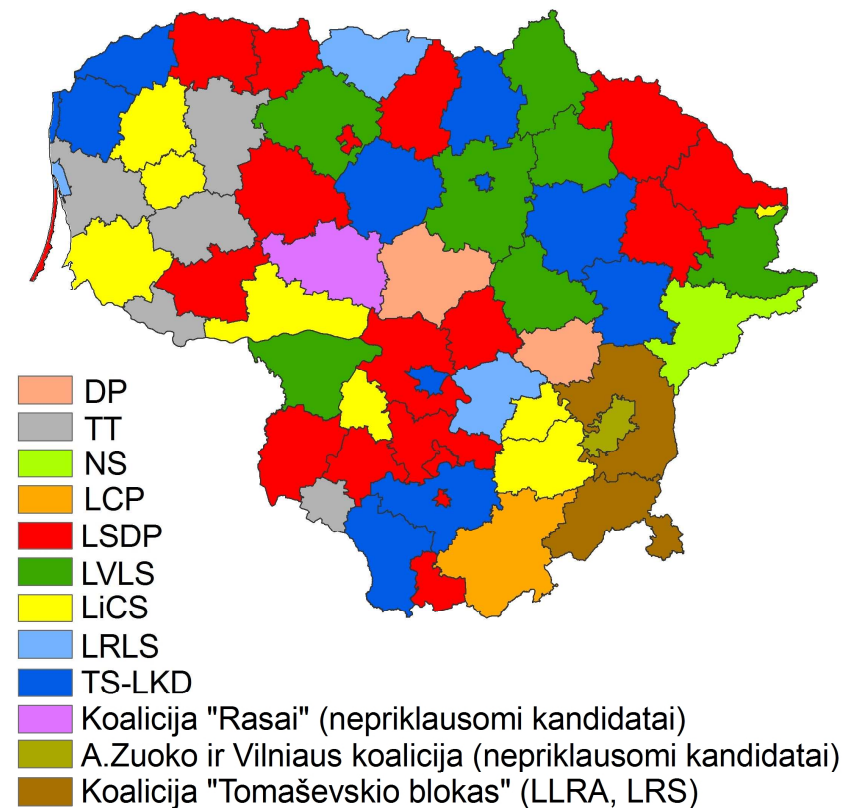 DP
TT
NS
LCP
LSDP
LVLS
LiCS
LRLS
TS-LKD
Koalicija "Rasai" (nepriklausomi kandidatai)
A.Zuoko ir Vilniaus koalicija (nepriklausomi kandidatai)
Koalicija "Tomaševskio blokas" (LLRA, LRS)